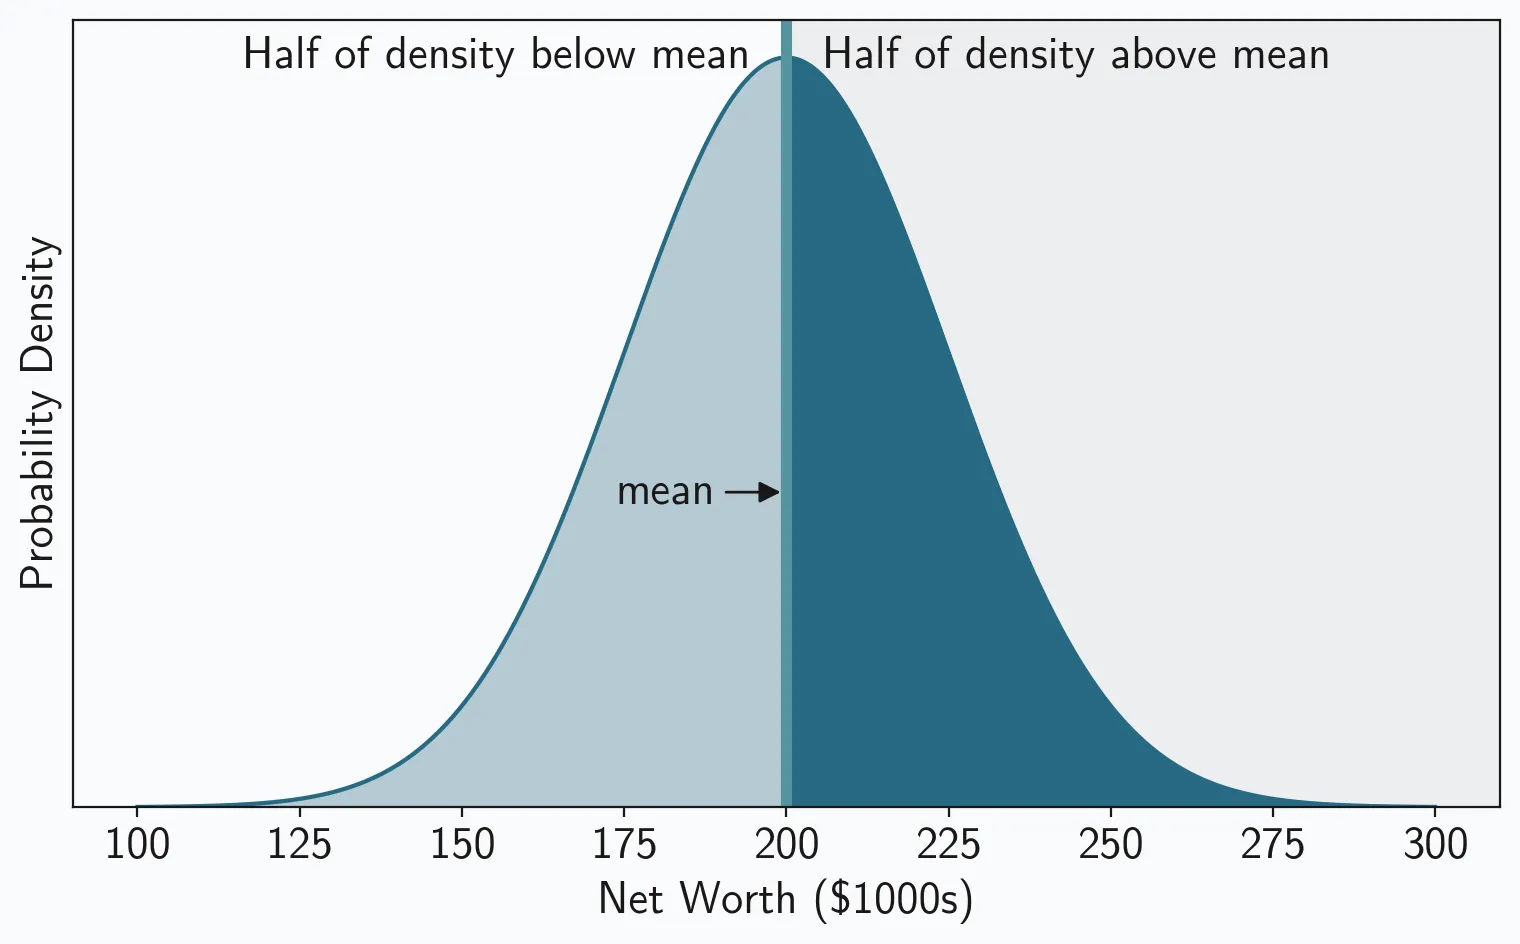 Half of density below mean
Half of density above mean
Probability Density
mean
100 125 150 175 200 225 250 275 300
Net Worth ($1000s)